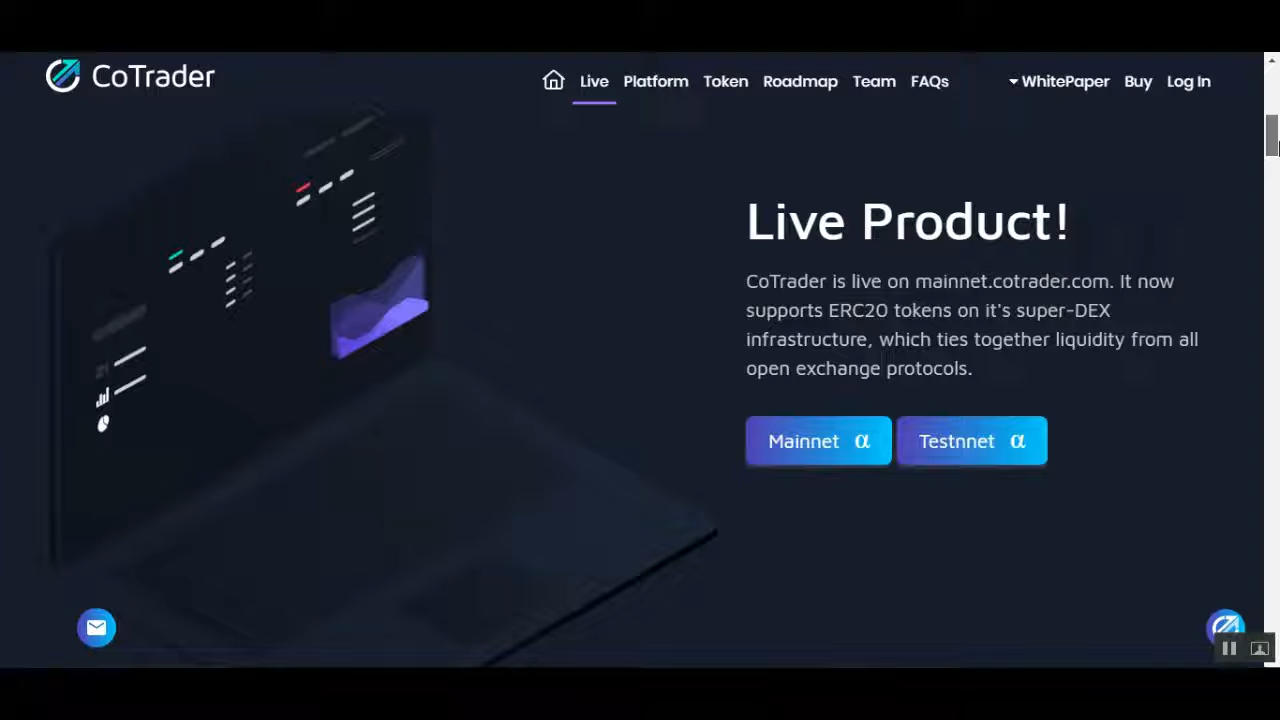 CoTrader
Live Platform Token Roadmap Team FAQs WhitePaper Buy Log In
Live Product!
CoTrader is live on mainnet.cotrader.com. It now
supports ERC20 tokens on it's super-DEX
infrastructure, which ties together liquidity from all
open exchange protocols.
Mainnet α Testnnet α